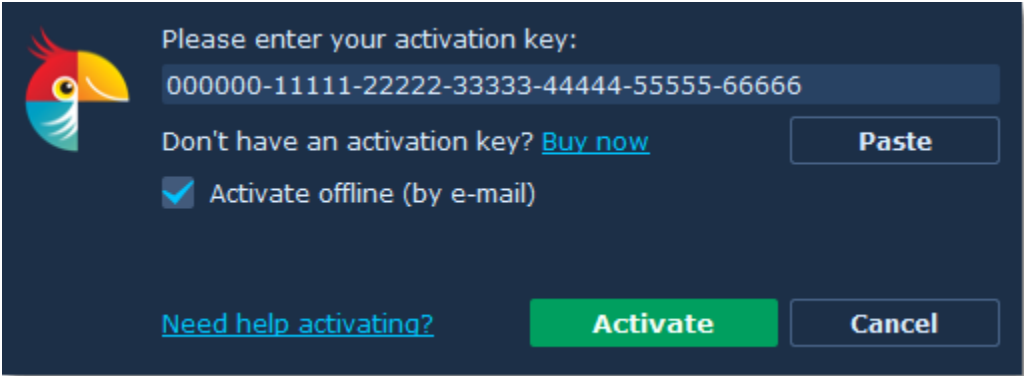 Please enter your activation key:
000000-11111-22222-33333-44444-55555-66666
Don't have an activation key? Buy now
Paste
Activate offline (by e-mail)
Need help activating?
Activate
Cancel